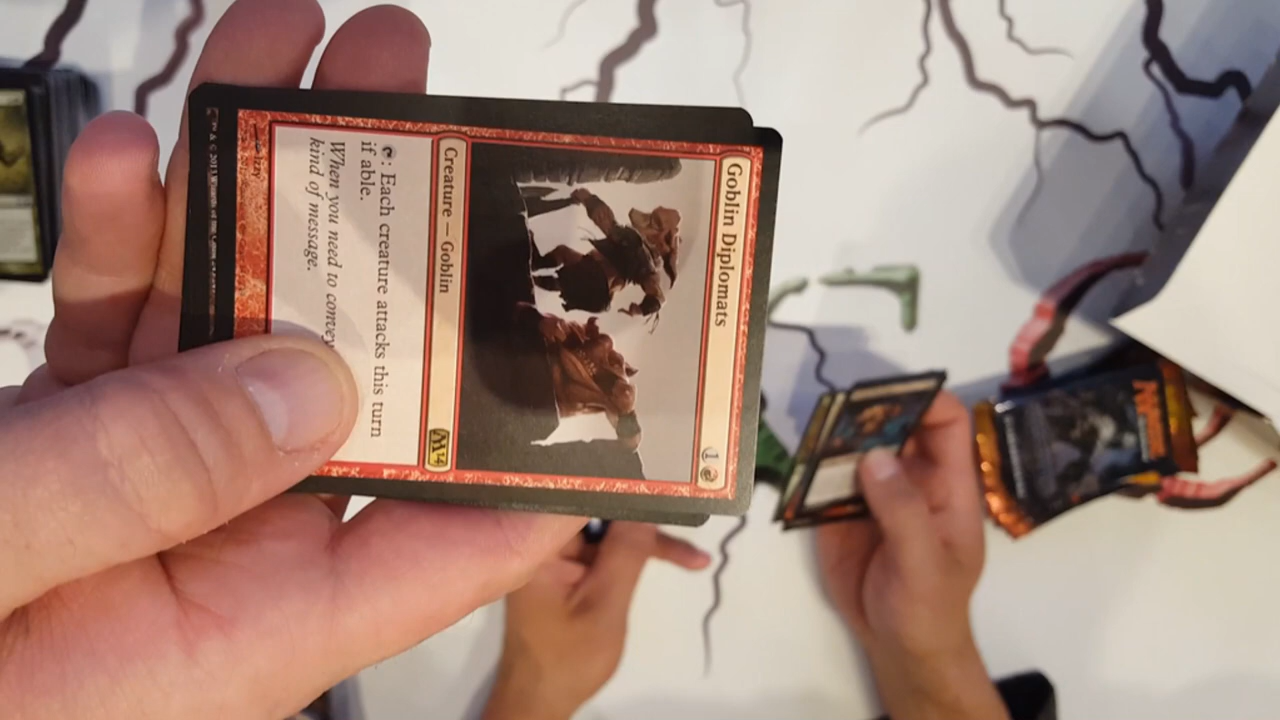 Goblin Diplomats
1
Creature — Goblin
M14
: Each creature attacks this turn
if able.
When you need to convey
kind of message.